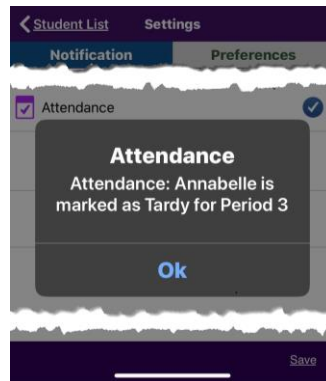 Student List Settings
Notification Preferences
Attendance
Attendance
Attendance: Annabelle is
marked as Tardy for Period 3
Ok
Save